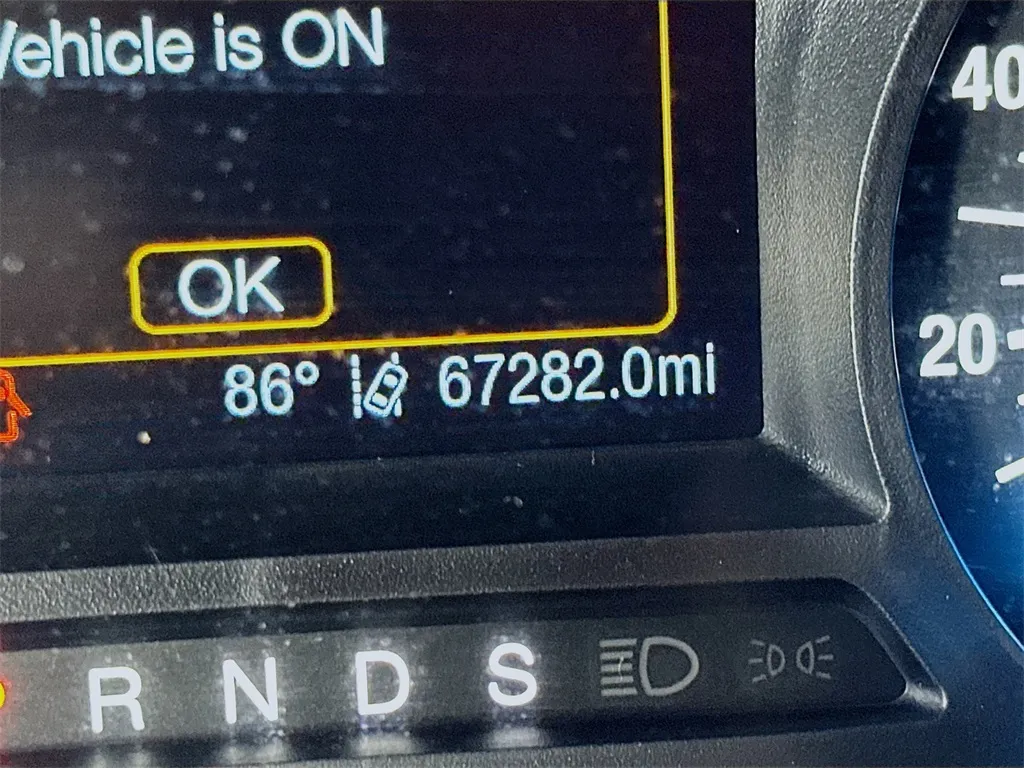 Vehicle is ON
OK
86° 67282.0mi
40
20
R N D S